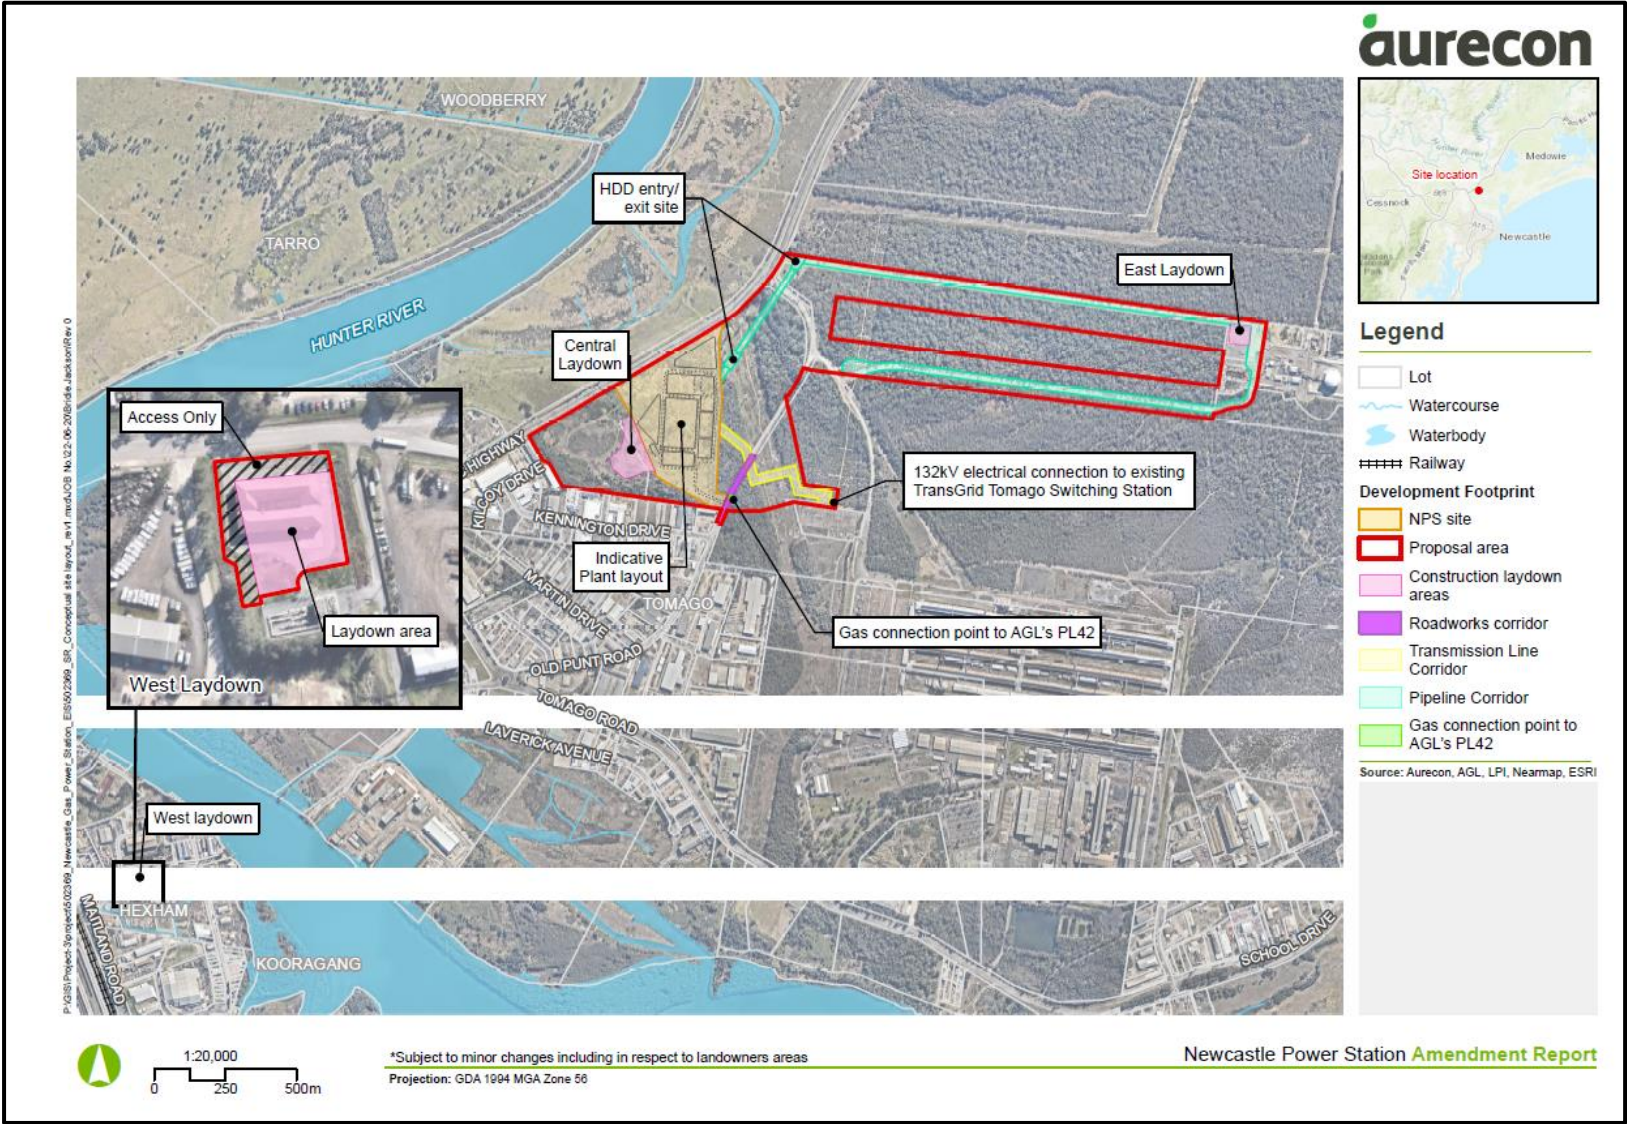 aurecon
WOODBERRY
TARRO
HUNTER RIVER
HDD entry/
exit site
East Laydown
Central
Laydown
Access Only
Laydown area
West Laydown
HIGHWAY
KILCOY DRIVE
KENNINGTON DRIVE
Indicative
Plant layout
MARTIN DRIVE
TOMAGO
OLD PUNT ROAD
132kV electrical connection to existing
TransGrid Tomago Switching Station
Gas connection point to AGL's PL42
TOMAGO ROAD
LAVERICK AVENUE
West laydown
HEXHAM
MAITLAND ROAD
KOORAGANG
SCHOOL DRIVE
Site location
Medowie
Cessnock
Newcastle
Legend
Lot
Watercourse
Waterbody
Railway
Development Footprint
NPS site
Proposal area
Construction laydown
areas
Roadworks corridor
Transmission Line
Corridor
Pipeline Corridor
Gas connection point to
AGL's PL42
Source: Aurecon, AGL, LPI, Nearmap, ESRI
1:20,000
0 250 500m
*Subject to minor changes including in respect to landowners areas
Projection: GDA 1994 MGA Zone 56
Newcastle Power Station Amendment Report